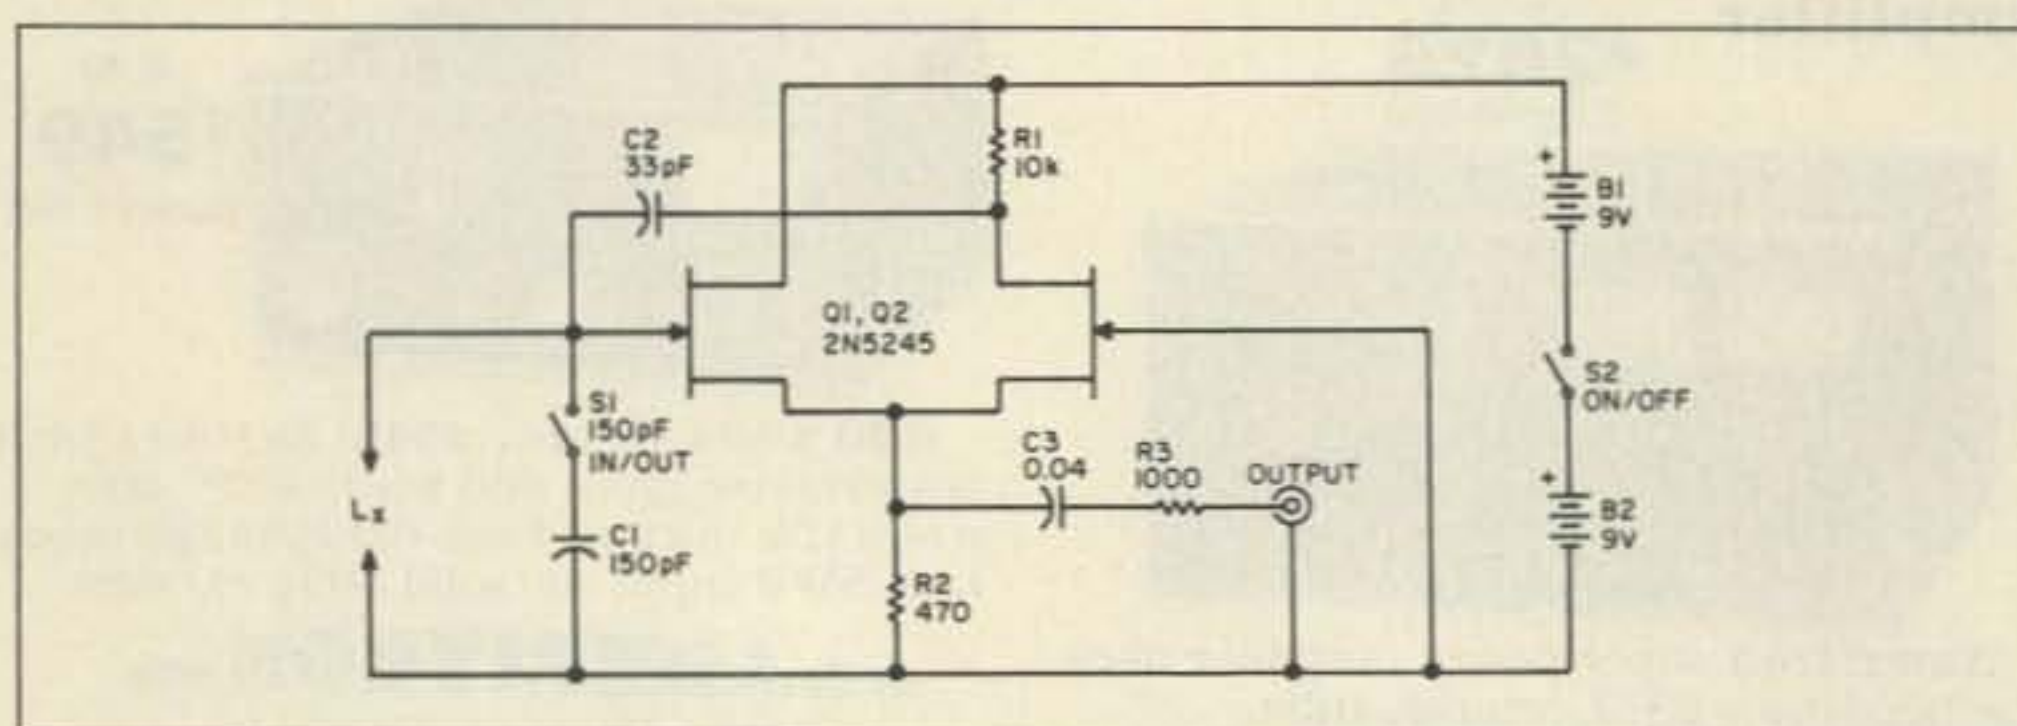 C2
33pF
R1
10k
B1
9V
Q1, Q2
2N5245
S2
ON/OFF
S1
150pF
IN/OUT
C3
0.04
R3
1000
OUTPUT
Lx
B2
9V
C1
150pF
R2
470